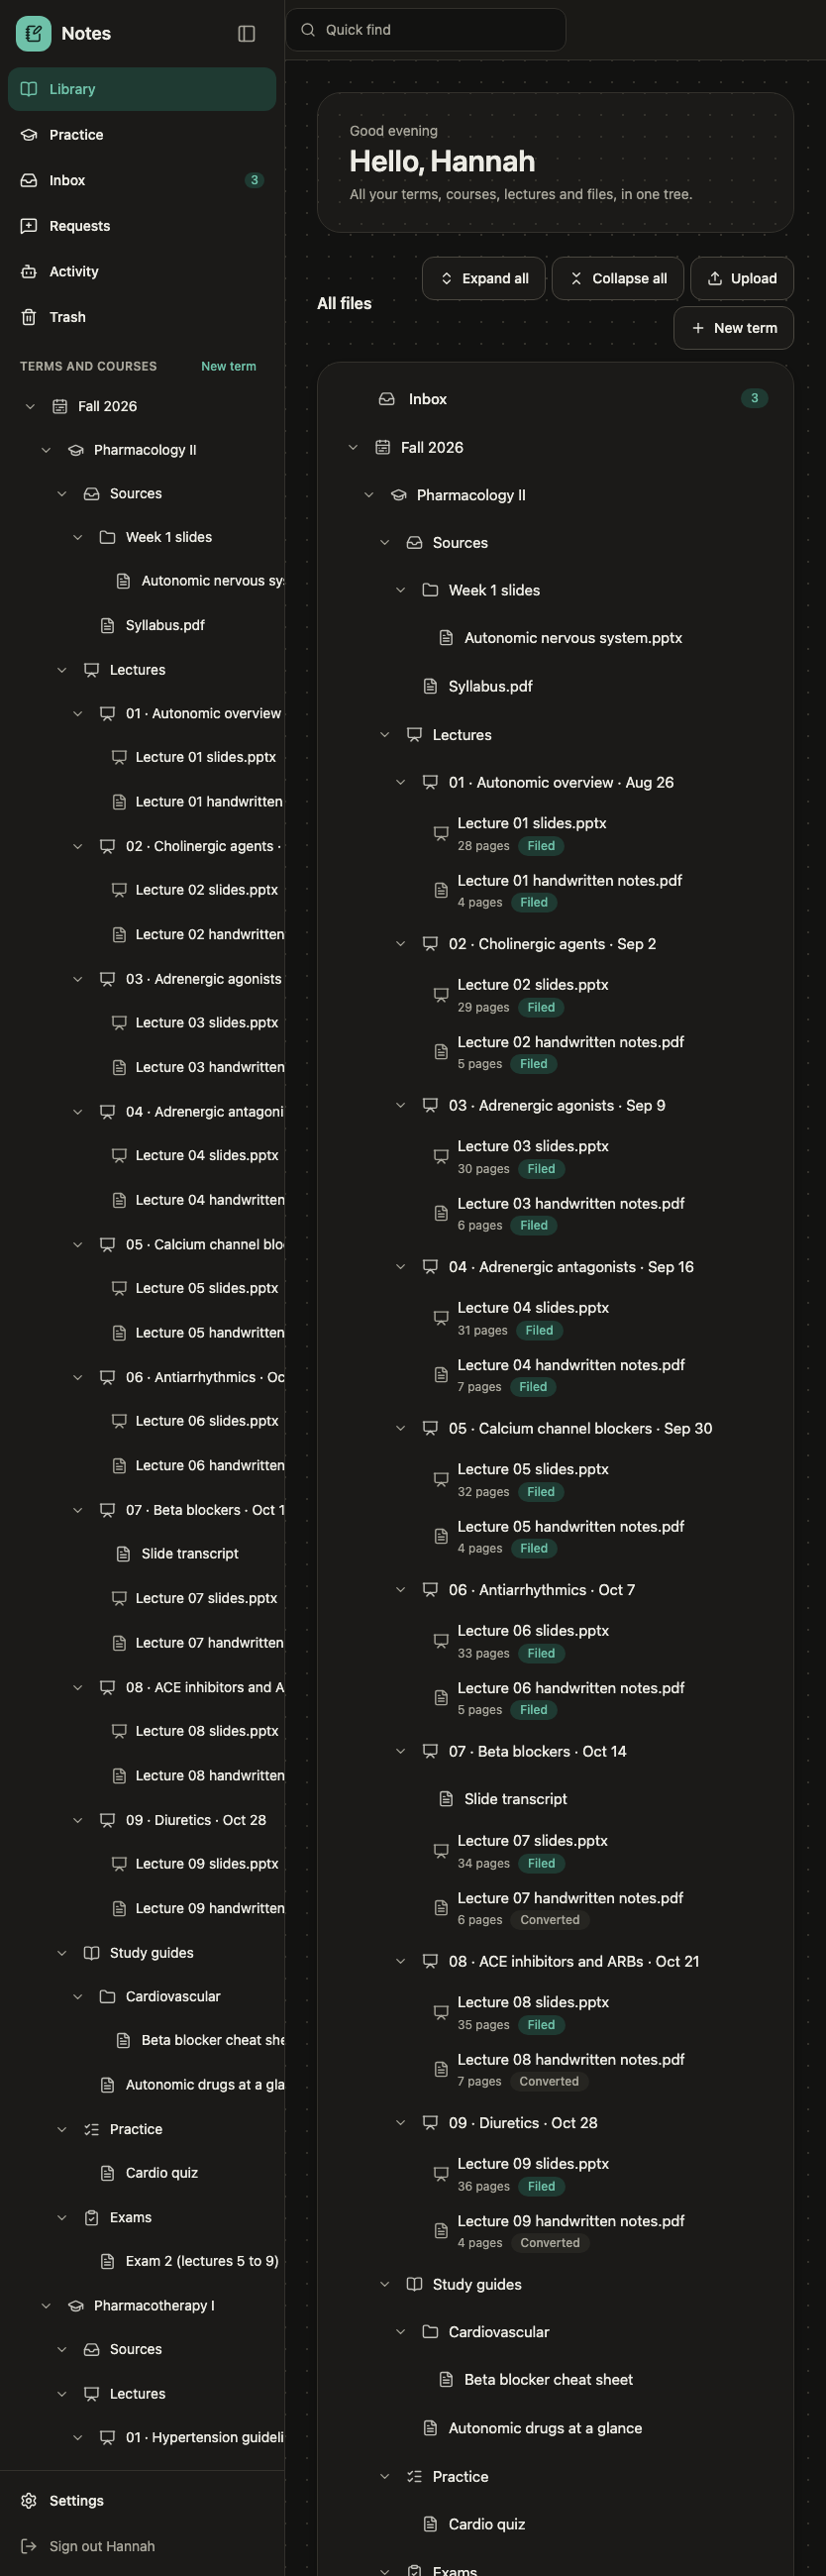 Notes
Library
Practice
Inbox 3
Requests
Activity
Trash
TERMS AND COURSES New term
Fall 2026
Pharmacology II
Sources
Week 1 slides
Autonomic nervous sys
Syllabus.pdf
Lectures
01 · Autonomic overview
Lecture 01 slides.pptx
Lecture 01 handwritten
02 · Cholinergic agents ·
Lecture 02 slides.pptx
Lecture 02 handwritten
03 · Adrenergic agonists
Lecture 03 slides.pptx
Lecture 03 handwritten
04 · Adrenergic antagoni
Lecture 04 slides.pptx
Lecture 04 handwritten
05 · Calcium channel blo
Lecture 05 slides.pptx
Lecture 05 handwritten
06 · Antiarrhythmics · Oc
Lecture 06 slides.pptx
Lecture 06 handwritten
07 · Beta blockers · Oct 1
Slide transcript
Lecture 07 slides.pptx
Lecture 07 handwritten
08 · ACE inhibitors and A
Lecture 08 slides.pptx
Lecture 08 handwritten
09 · Diuretics · Oct 28
Lecture 09 slides.pptx
Lecture 09 handwritten
Study guides
Cardiovascular
Beta blocker cheat she
Autonomic drugs at a gla
Practice
Cardio quiz
Exams
Exam 2 (lectures 5 to 9)
Pharmacotherapy I
Sources
Lectures
01 · Hypertension guideli
Settings
Sign out Hannah
Quick find
Good evening
Hello, Hannah
All your terms, courses, lectures and files, in one tree.
All files
Expand all
Collapse all
Upload
New term
Inbox 3
Fall 2026
Pharmacology II
Sources
Week 1 slides
Autonomic nervous system.pptx
Syllabus.pdf
Lectures
01 · Autonomic overview · Aug 26
Lecture 01 slides.pptx
28 pages Filed
Lecture 01 handwritten notes.pdf
4 pages Filed
02 · Cholinergic agents · Sep 2
Lecture 02 slides.pptx
29 pages Filed
Lecture 02 handwritten notes.pdf
5 pages Filed
03 · Adrenergic agonists · Sep 9
Lecture 03 slides.pptx
30 pages Filed
Lecture 03 handwritten notes.pdf
6 pages Filed
04 · Adrenergic antagonists · Sep 16
Lecture 04 slides.pptx
31 pages Filed
Lecture 04 handwritten notes.pdf
7 pages Filed
05 · Calcium channel blockers · Sep 30
Lecture 05 slides.pptx
32 pages Filed
Lecture 05 handwritten notes.pdf
4 pages Filed
06 · Antiarrhythmics · Oct 7
Lecture 06 slides.pptx
33 pages Filed
Lecture 06 handwritten notes.pdf
5 pages Filed
07 · Beta blockers · Oct 14
Slide transcript
Lecture 07 slides.pptx
34 pages Filed
Lecture 07 handwritten notes.pdf
6 pages Converted
08 · ACE inhibitors and ARBs · Oct 21
Lecture 08 slides.pptx
35 pages Filed
Lecture 08 handwritten notes.pdf
7 pages Converted
09 · Diuretics · Oct 28
Lecture 09 slides.pptx
36 pages Filed
Lecture 09 handwritten notes.pdf
4 pages Converted
Study guides
Cardiovascular
Beta blocker cheat sheet
Autonomic drugs at a glance
Practice
Cardio quiz
Exams